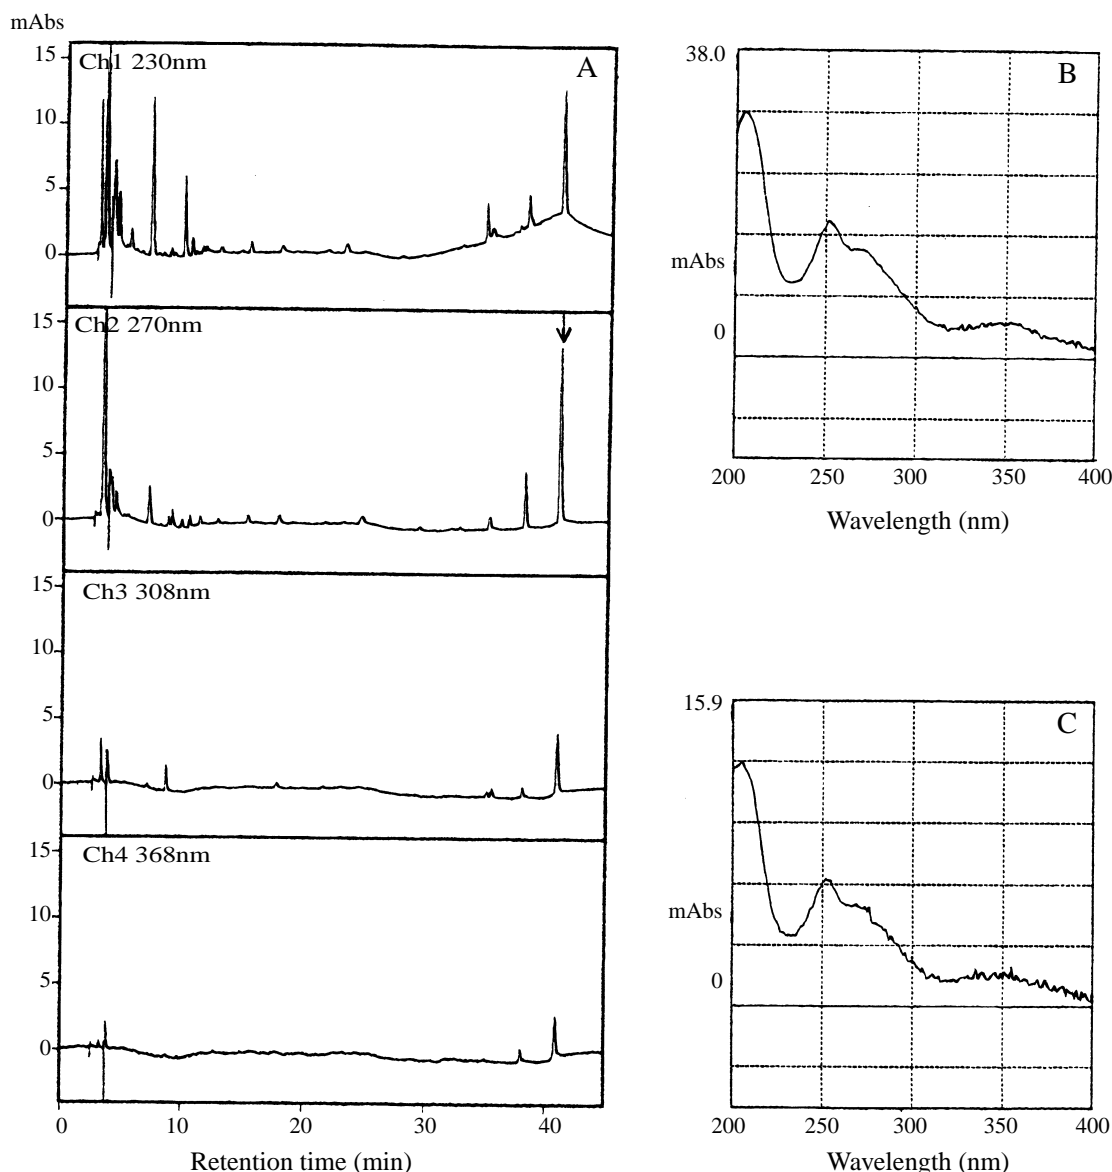 mAbs
A
Ch1 230nm
15
10
5
0
Ch2 270nm
15
10
5
0
Ch3 308nm
15
10
5
0
Ch4 368nm
15
10
5
0
0 10 20 30 40
Retention time (min)
B
38.0
mAbs
0
200 250 300 350 400
Wavelength (nm)
C
15.9
mAbs
0
200 250 300 350 400
Wavelength (nm)